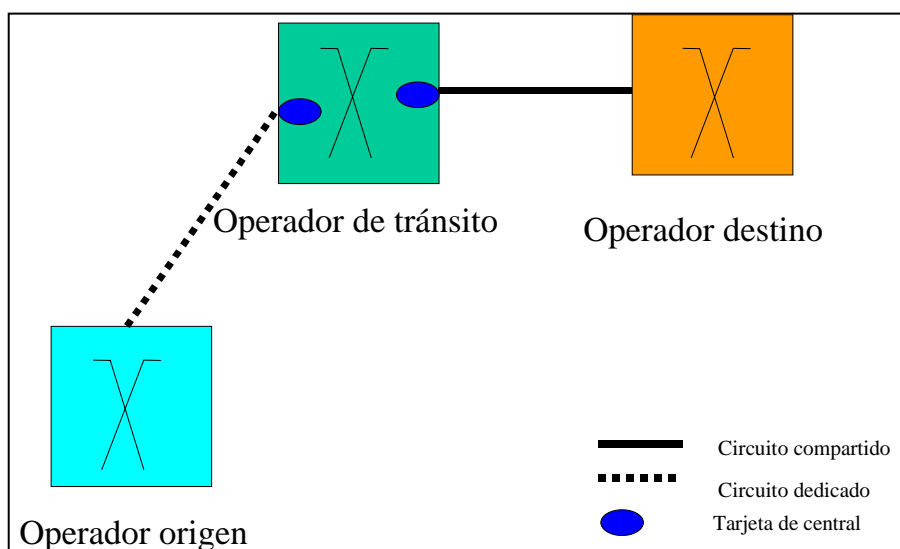 Operador de tránsito
Operador destino
Operador origen
Circuito compartido
Circuito dedicado
Tarjeta de central